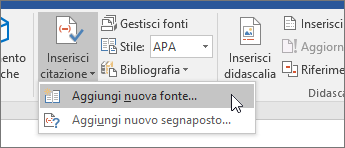 Gestisci fonti
Inserisci
Stile: APA
mento
Inserisci
citazione
Aggiorn
Inserisci
didascalia
Bibliografia
Riferime
Aggiungi nuova fonte...
Didasca
Aggiungi nuovo segnaposto...